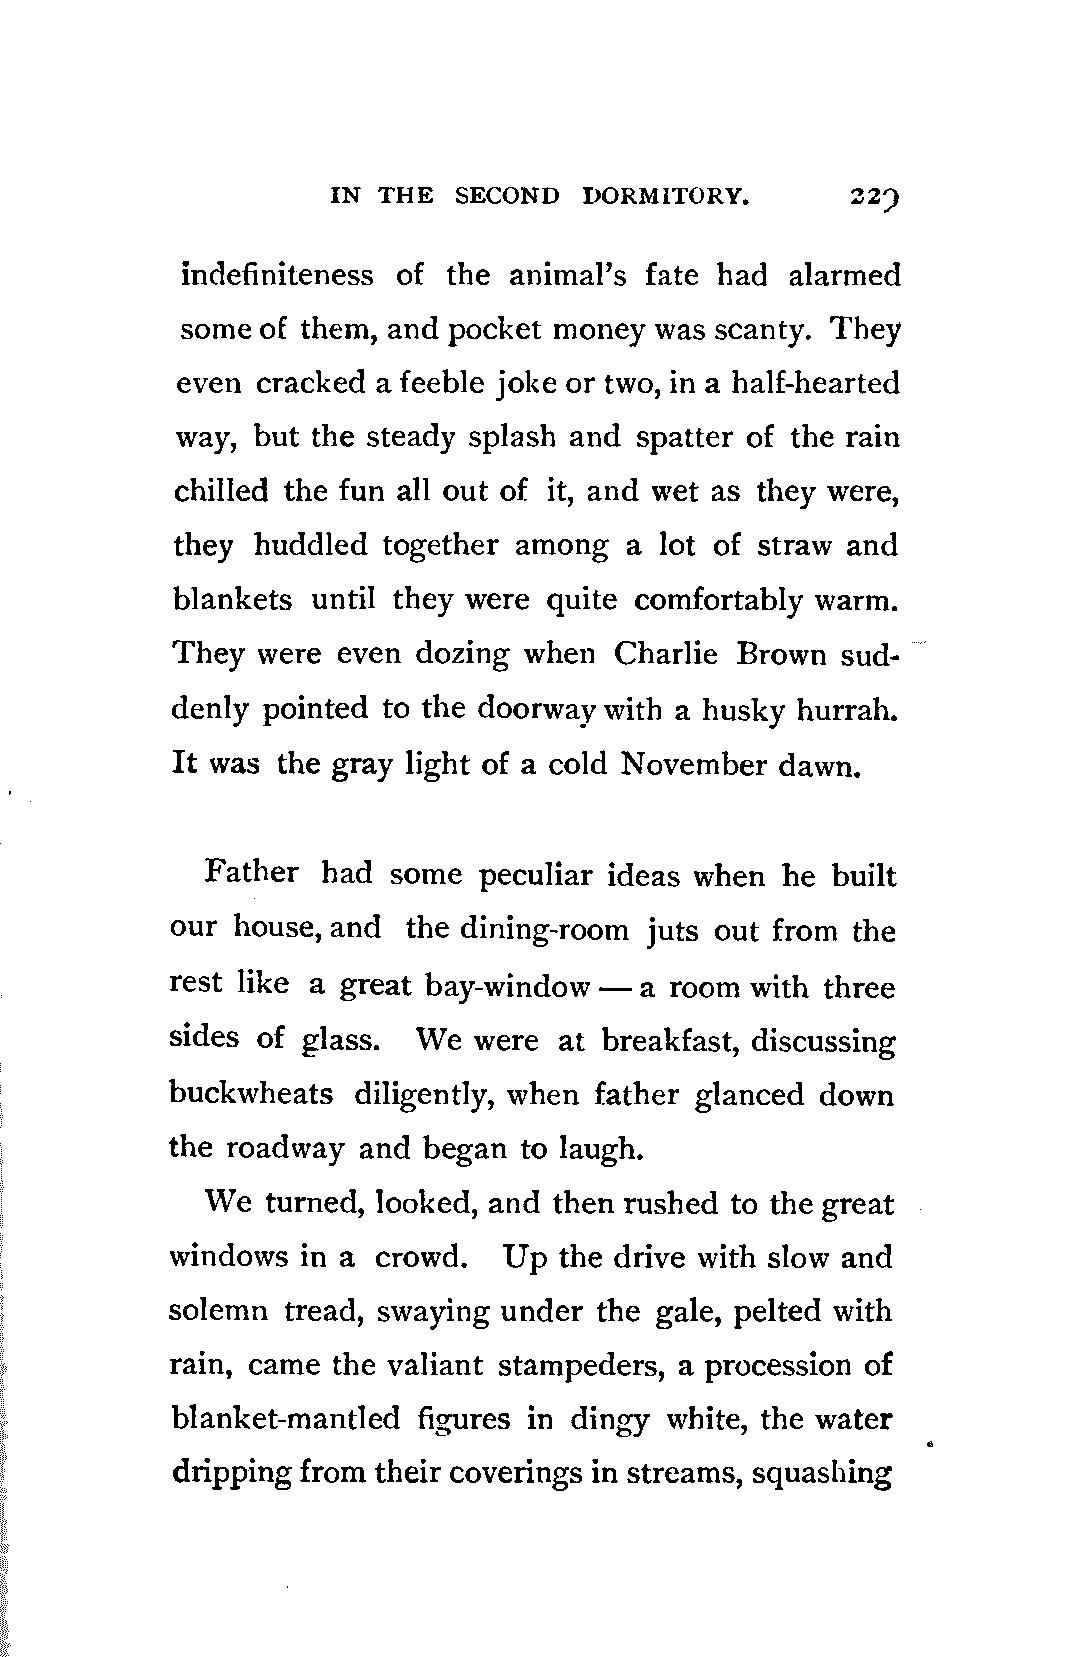 IN THE SECOND DORMITORY. 229
indefiniteness of the animal's fate had alarmed
some of them, and pocket money was scanty. They
even cracked a feeble joke or two, in a half-hearted
way, but the steady splash and spatter of the rain
chilled the fun all out of it, and wet as they were,
they huddled together among a lot of straw and
blankets until they were quite comfortably warm.
They were even dozing when Charlie Brown sud-
denly pointed to the doorway with a husky hurrah.
It was the gray light of a cold November dawn.
Father had some peculiar ideas when he built
our house, and the dining-room juts out from the
rest like a great bay-window — a room with three
sides of glass. We were at breakfast, discussing
buckwheats diligently, when father glanced down
the roadway and began to laugh.
We turned, looked, and then rushed to the great
windows in a crowd. Up the drive with slow and
solemn tread, swaying under the gale, pelted with
rain, came the valiant stampeders, a procession of
blanket-mantled figures in dingy white, the water
dripping from their coverings in streams, squashing